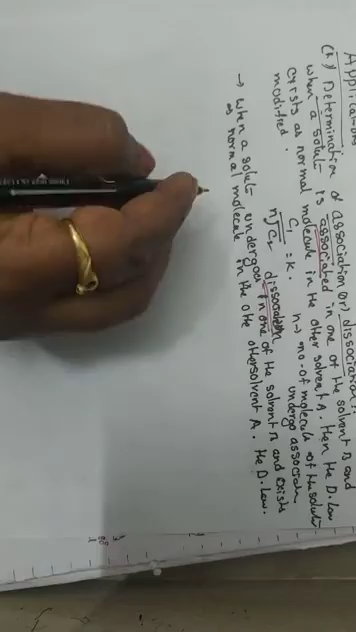 Application
(2) Determination of association (or) dissociation :-
when a solute is associated in one of the solvent B and
exists as normal molecule in the other solvent A. then the D. Law
modified.
C₁ / ⁿ√C₂ = K. n → no. of molecule of the solute
undergo association
→ when a solute undergoes dissociation in one of the solvent B and exists
as normal molecule in the other solvent A. the D. Law.